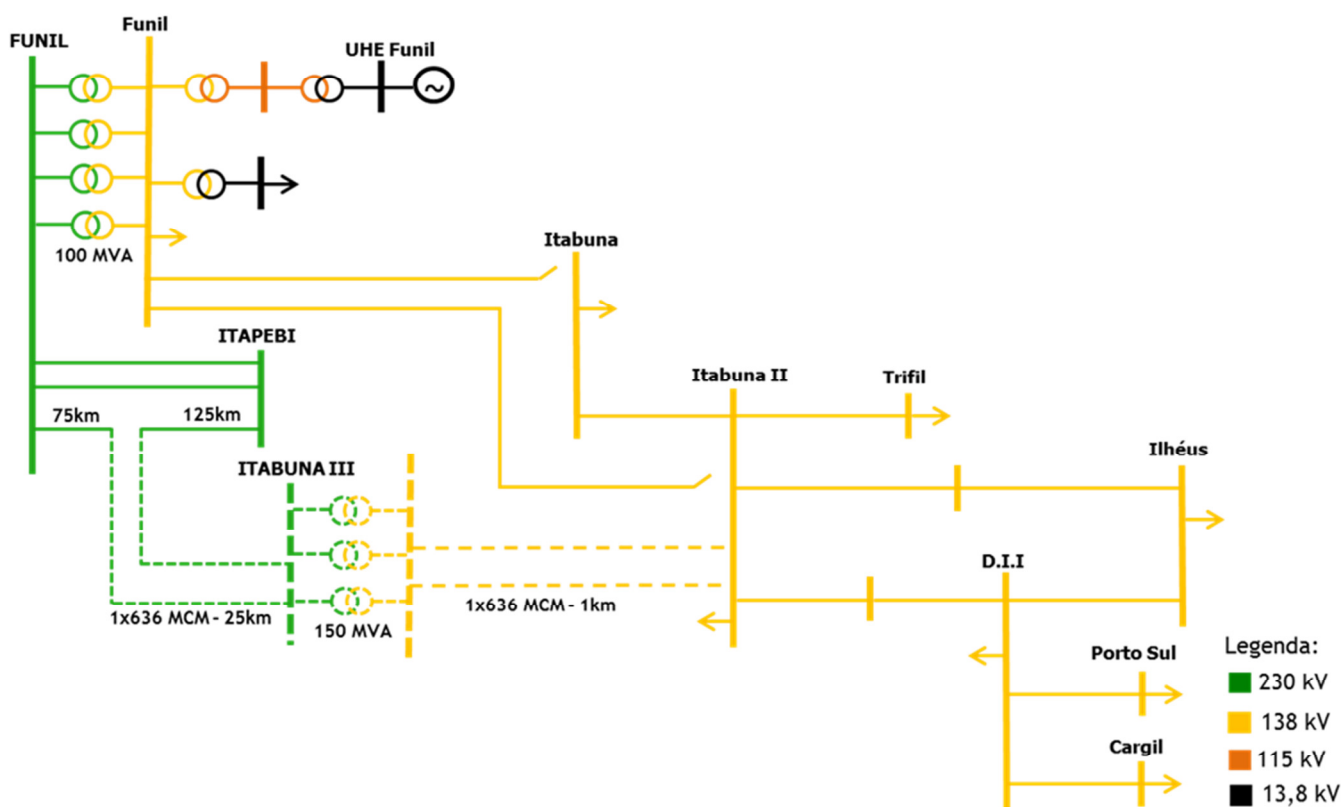 Funil
FUNIL
UHE Funil
~
100 MVA
Itabuna
ITAPEBI
75km
125km
Itabuna II
Trifil
ITABUNA III
Ilhéus
D.I.I
1x636 MCM - 25km
150 MVA
1x636 MCM - 1km
Porto Sul
Cargil
Legenda:
230 kV
138 kV
115 kV
13,8 kV